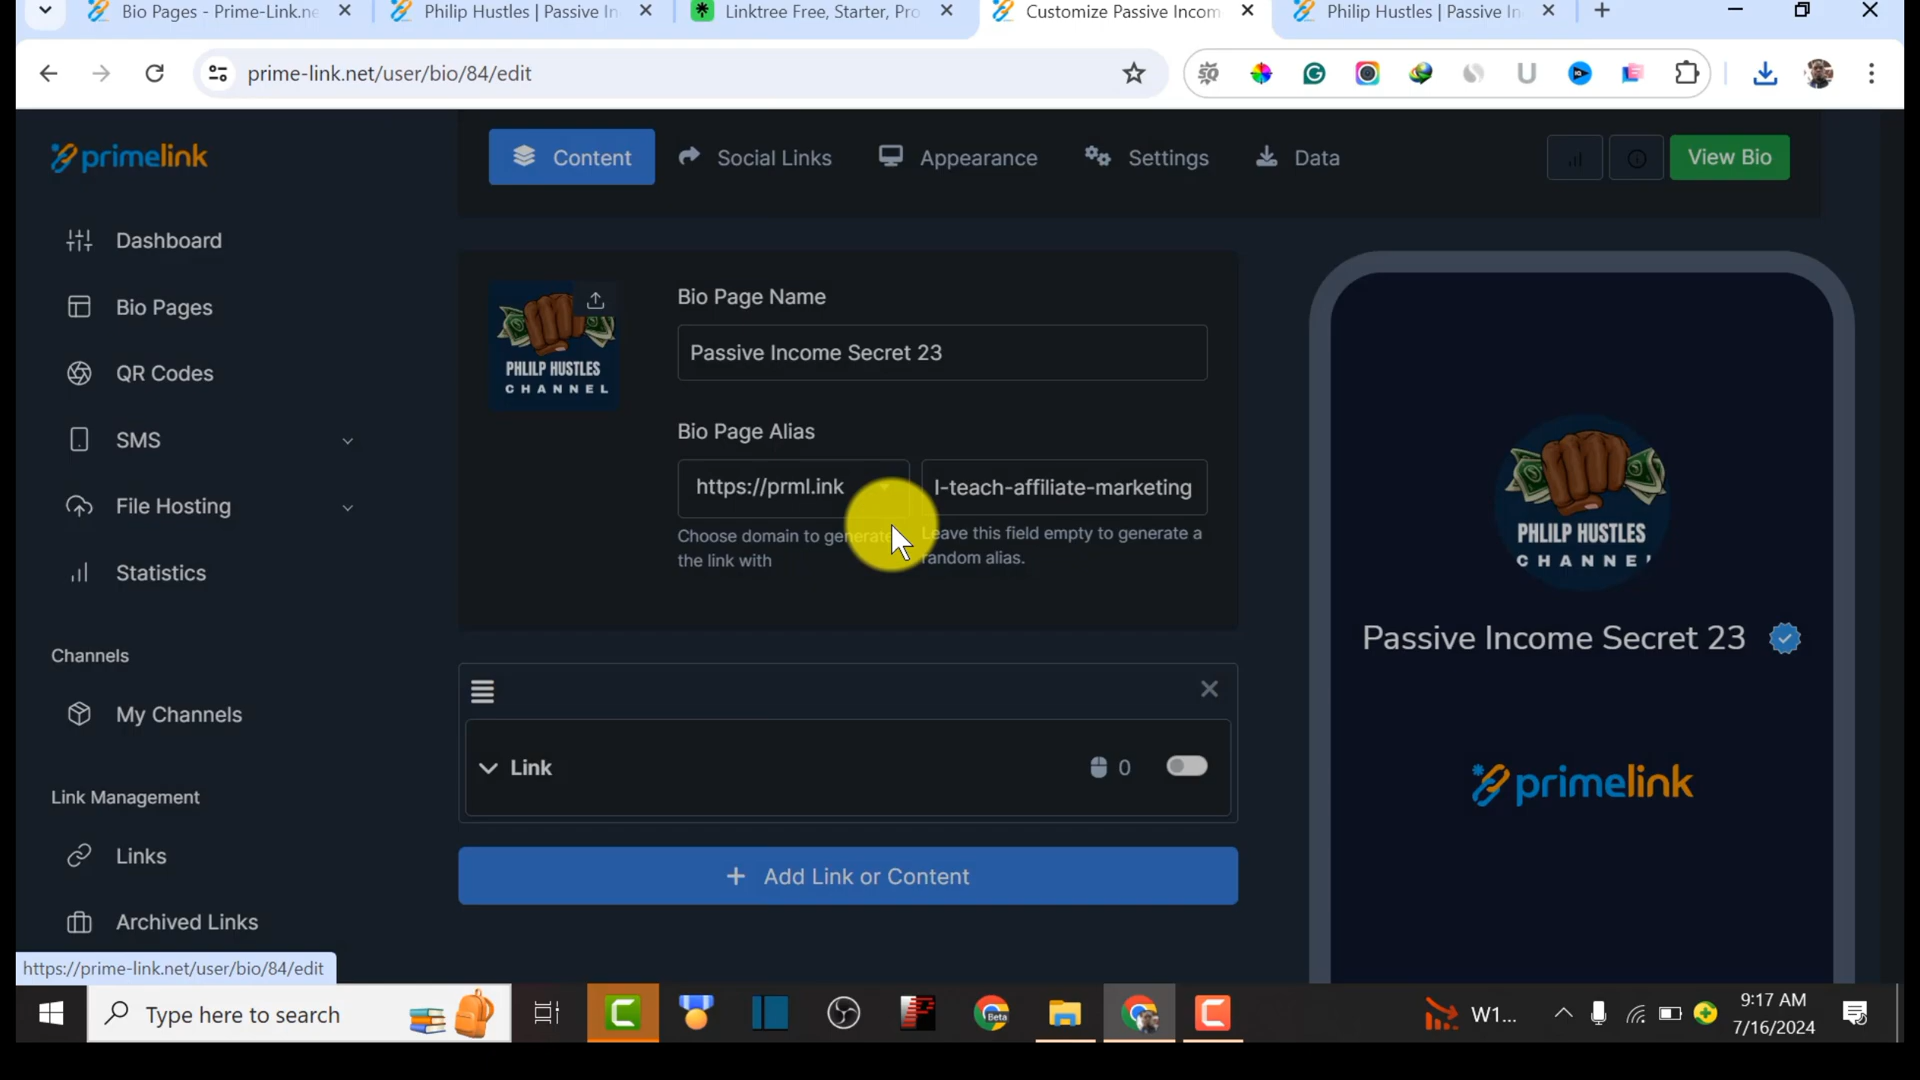 Bio Pages - Prime-Link.ne
Philip Hustles | Passive In
Linktree Free, Starter, Pro
Customize Passive Incom
Philip Hustles | Passive In
prime-link.net/user/bio/84/edit
primelink
Content
Social Links
Appearance
Settings
Data
View Bio
Dashboard
Bio Pages
QR Codes
SMS
File Hosting
Statistics
Channels
My Channels
Link Management
Links
Archived Links
PHLILP HUSTLES
CHANNEL
Bio Page Name
Passive Income Secret 23
Bio Page Alias
https://prml.ink
I-teach-affiliate-marketing
Choose domain to generate
the link with
Leave this field empty to generate a
random alias.
Link
0
Add Link or Content
PHLILP HUSTLES
CHANNE
Passive Income Secret 23
primelink
https://prime-link.net/user/bio/84/edit
Type here to search
Beta
W1...
9:17 AM
7/16/2024